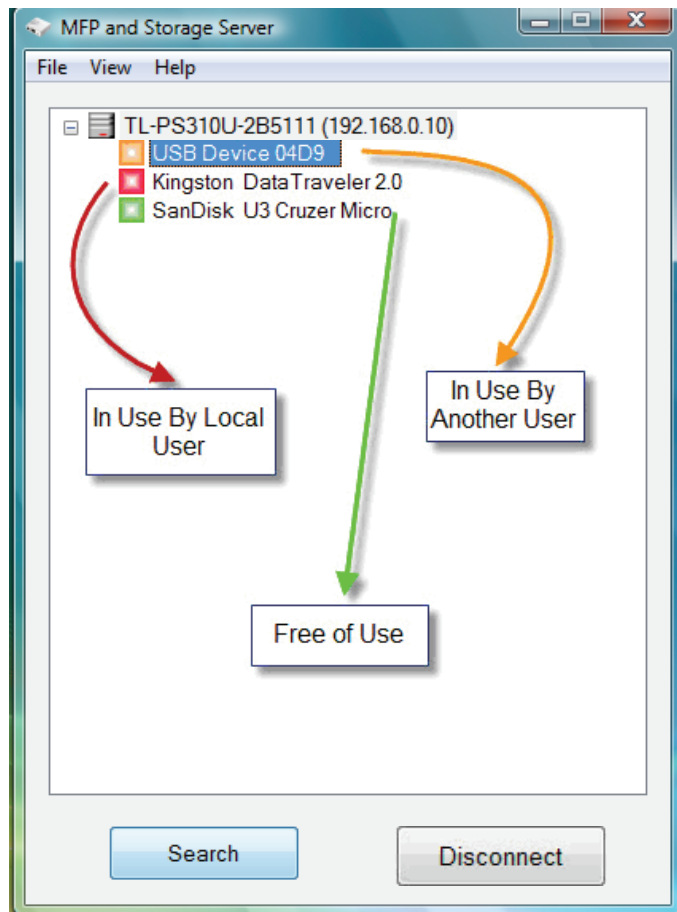 MFP and Storage Server
File View Help
TL-PS310U-2B5111 (192.168.0.10)
USB Device 04D9
Kingston DataTraveler 2.0
SanDisk U3 Cruzer Micro
In Use By Local
User
In Use By
Another User
Free of Use
Search
Disconnect